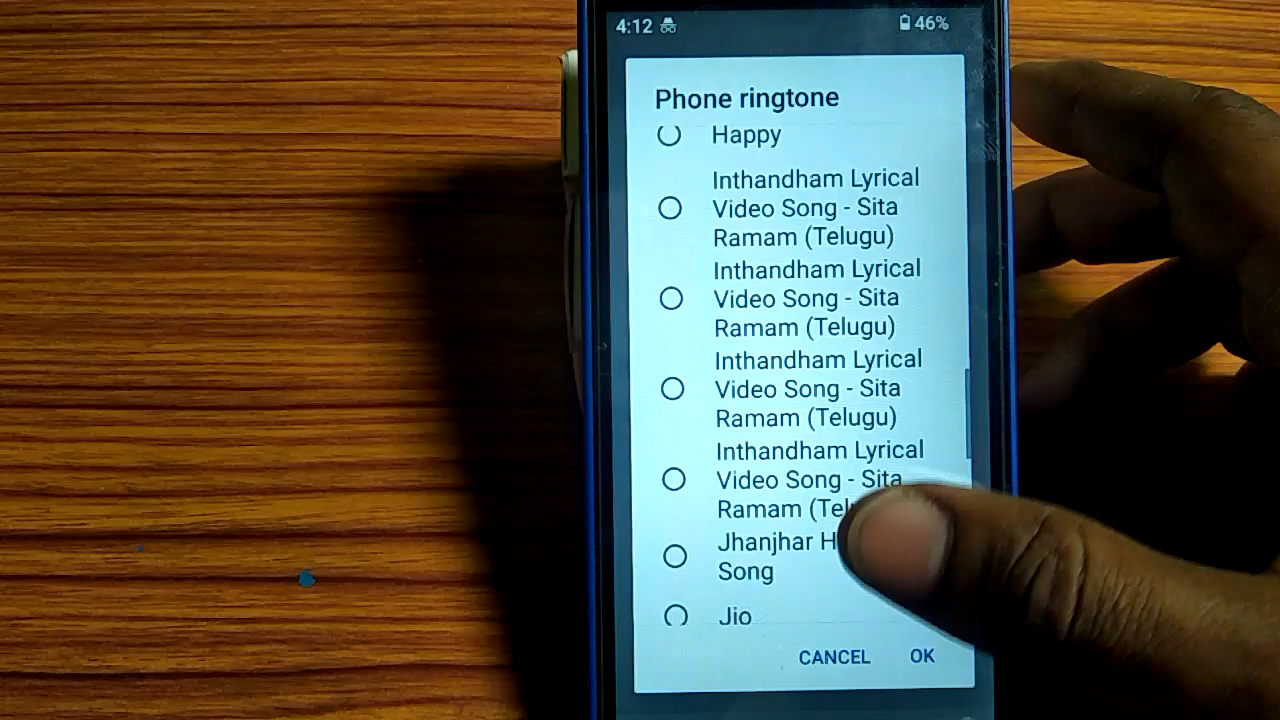 4:12 46%
Phone ringtone
Happy
Inthandham Lyrical
Video Song - Sita
Ramam (Telugu)
Inthandham Lyrical
Video Song - Sita
Ramam (Telugu)
Inthandham Lyrical
Video Song - Sita
Ramam (Telugu)
Inthandham Lyrical
Video Song - Sita
Ramam
Jhanjhar
Song
Jio
CANCEL OK